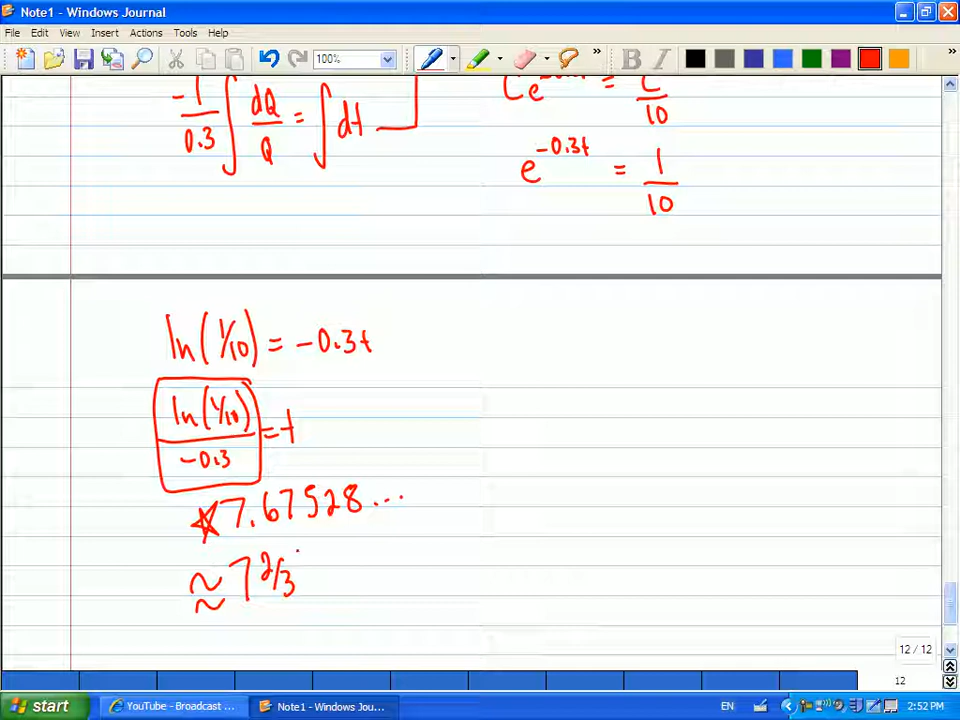 Note1 - Windows Journal
File Edit View Insert Actions Tools Help
100%
B I
-1/0.3 ∫ dQ/Q = ∫ dt
= /10
e^-0.3t = 1/10
ln(1/10) = -0.3t
ln(1/10)/-0.3 = t
7.67528...
≈ 7 2/3
12 / 12
12
start
YouTube - Broadcast ...
Note1 - Windows Jou...
EN
2:52 PM